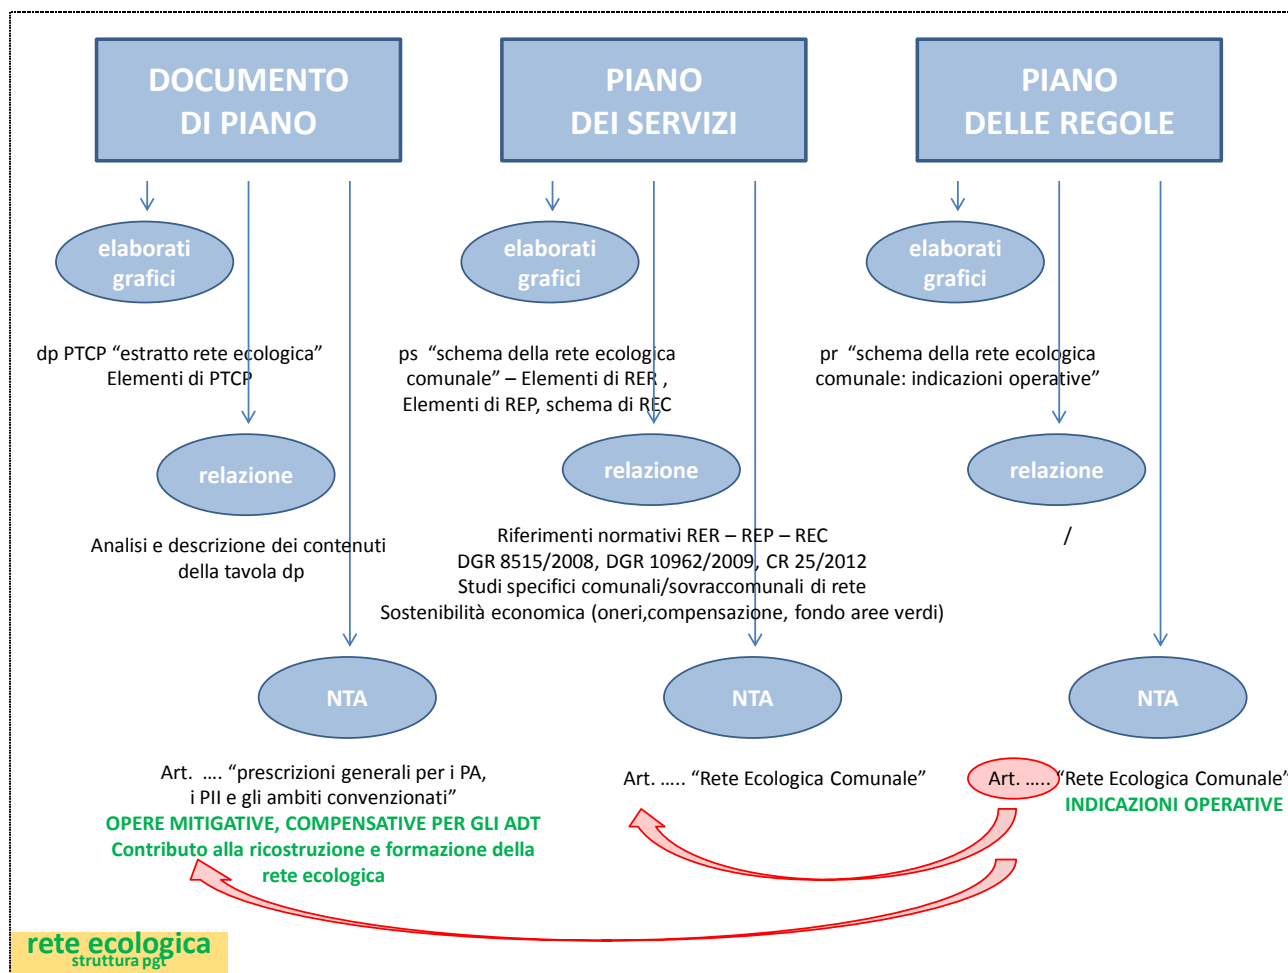 DOCUMENTO
DI PIANO
PIANO
DEI SERVIZI
PIANO
DELLE REGOLE
elaborati
grafici
elaborati
grafici
elaborati
grafici
dp PTCP “estratto rete ecologica”
Elementi di PTCP
ps “schema della rete ecologica
comunale” – Elementi di RER ,
Elementi di REP, schema di REC
pr “schema della rete ecologica
comunale: indicazioni operative”
relazione
relazione
relazione
Analisi e descrizione dei contenuti
della tavola dp
Riferimenti normativi RER – REP – REC
DGR 8515/2008, DGR 10962/2009, CR 25/2012
Studi specifici comunali/sovraccomunali di rete
Sostenibilità economica (oneri,compensazione, fondo aree verdi)
/
NTA
NTA
NTA
Art. …. “prescrizioni generali per i PA,
i PII e gli ambiti convenzionati”
OPERE MITIGATIVE, COMPENSATIVE PER GLI ADT
Contributo alla ricostruzione e formazione della
rete ecologica
Art. ….. “Rete Ecologica Comunale”
Art. ….. “Rete Ecologica Comunale”
INDICAZIONI OPERATIVE
rete ecologica
struttura pgt